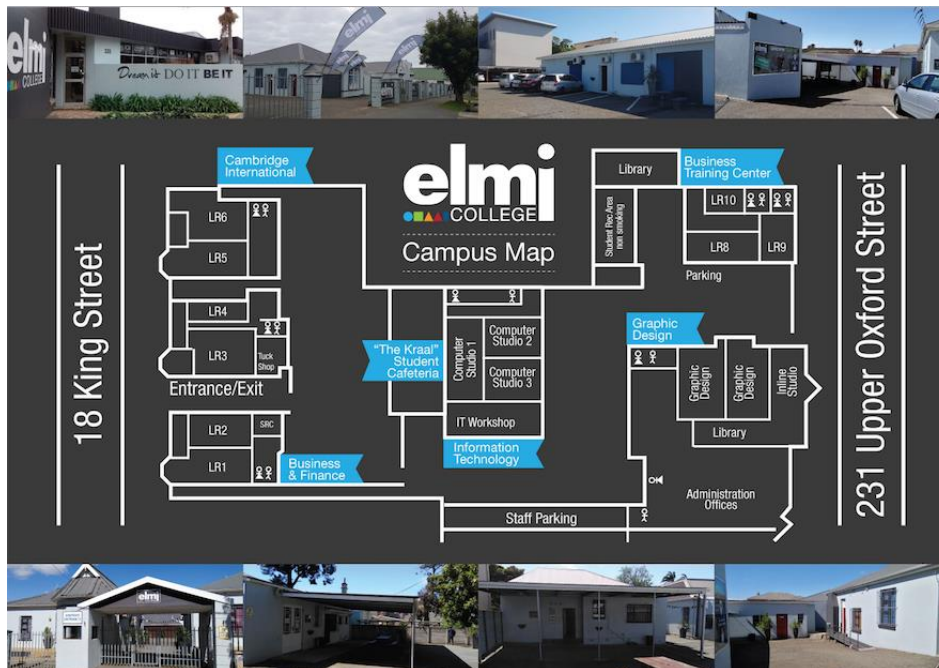 elmi
COLLEGE
Dream it DO IT BE IT
Cambridge
International
elmi
COLLEGE
Campus Map
Library
Business
Training Center
LR10
LR8
LR9
Student Rec Area
non smoking
Parking
LR6
LR5
LR4
LR3
Tuck
Shop
Entrance/Exit
LR2
SRC
LR1
Business
& Finance
18 King Street
"The Kraal"
Student
Cafeteria
Computer
Studio 1
Computer
Studio 2
Computer
Studio 3
IT Workshop
Information
Technology
Graphic
Design
Graphic
Design
Graphic
Design
Inline
Studio
Library
Administration
Offices
Staff Parking
231 Upper Oxford Street
elmi